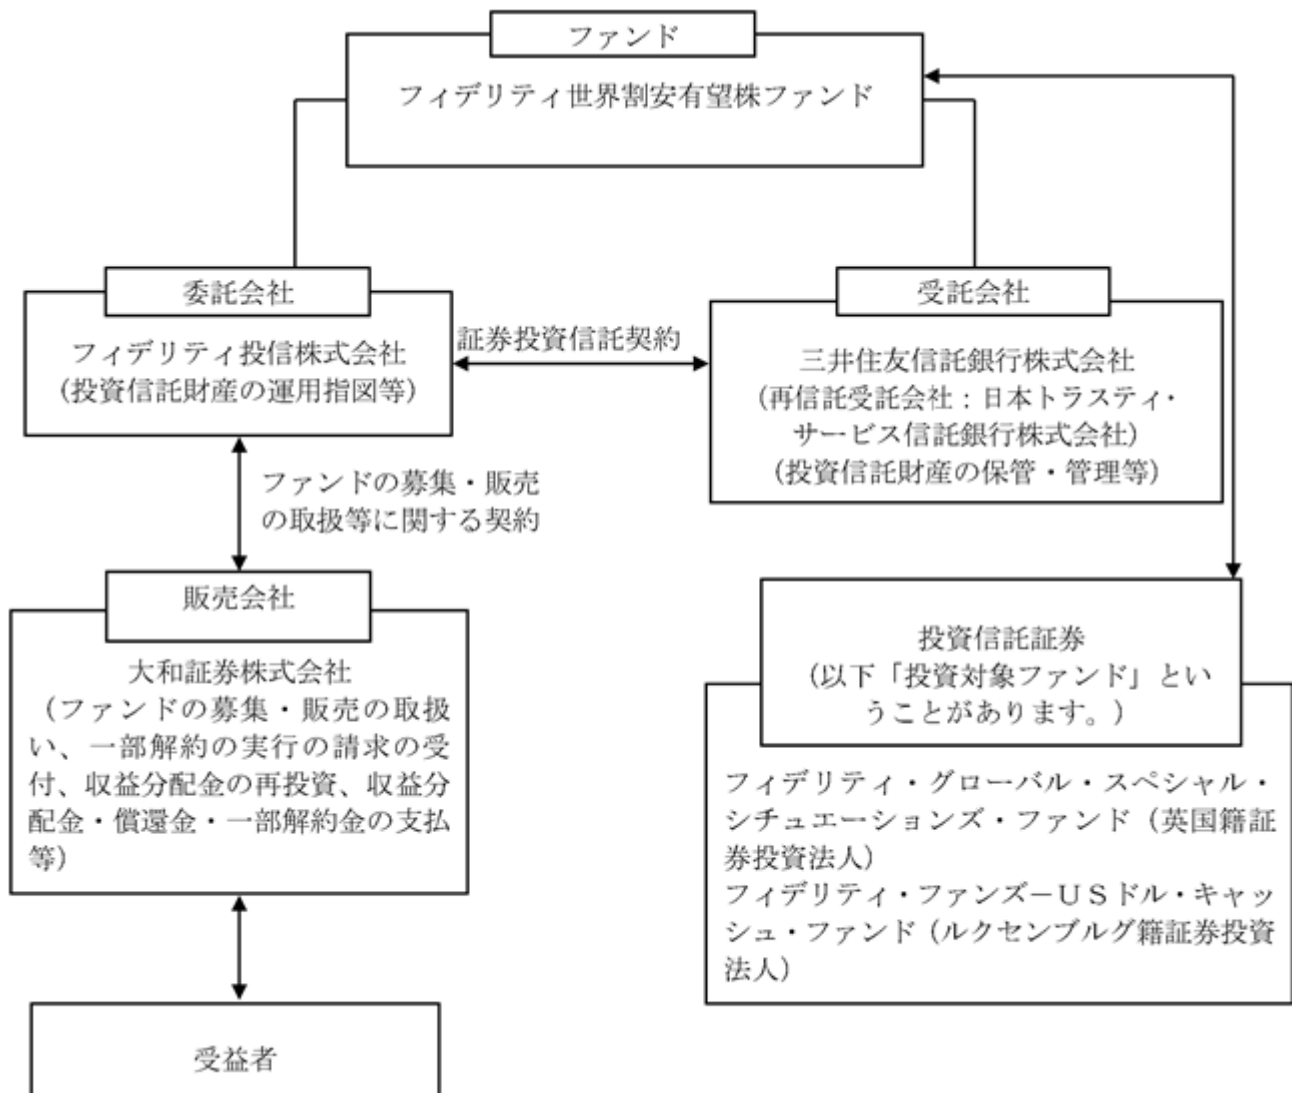 ファンド
フィデリティ世界割安有望株ファンド
委託会社
フィデリティ投信株式会社
(投資信託財産の運用指図等)
証券投資信託契約
受託会社
三井住友信託銀行株式会社
(再信託受託会社：日本トラスティ・
サービス信託銀行株式会社)
(投資信託財産の保管・管理等)
ファンドの募集・販売
の取扱等に関する契約
販売会社
大和証券株式会社
（ファンドの募集・販売の取扱
い、一部解約の実行の請求の受
付、収益分配金の再投資、収益分
配金・償還金・一部解約金の支払
等）
投資信託証券
(以下「投資対象ファンド」とい
うことがあります。)
フィデリティ・グローバル・スペシャル・
シチュエーションズ・ファンド（英国籍証
券投資法人）
フィデリティ・ファンズ－ＵＳドル・キャッ
シュ・ファンド（ルクセンブルグ籍証券投資
法人）
受益者